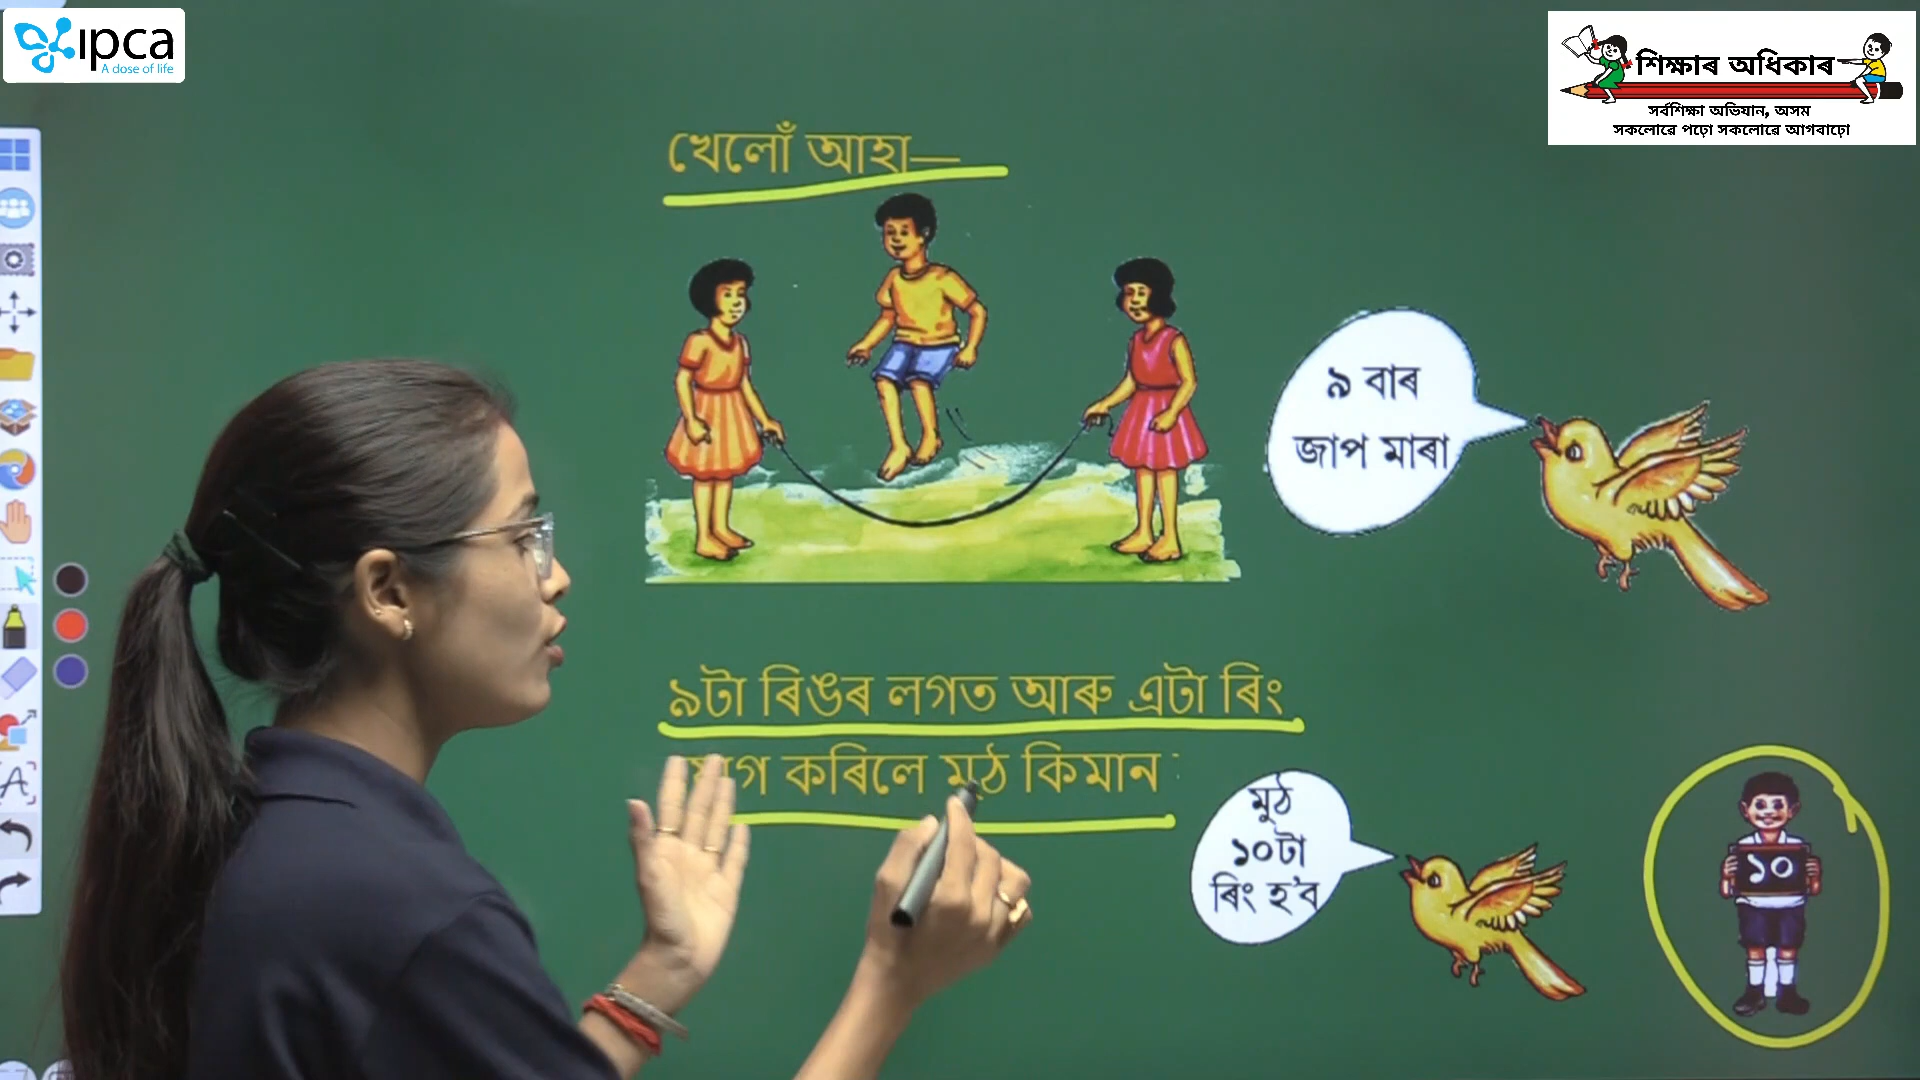 ipca
A dose of life
শিক্ষাৰ অধিকাৰ
সৰ্বশিক্ষা অভিযান, অসম
সকলোৱে পঢ়ো সকলোৱে আগবাঢ়ো
খেলোঁ আহা—
৯ বাৰ
জাপ মাৰা
৯টা ৰিঙৰ লগত আৰু এটা ৰিং
কৰিলে মুঠ কিমান
মুঠ
১০টা
ৰিং হ'ব
১০
A